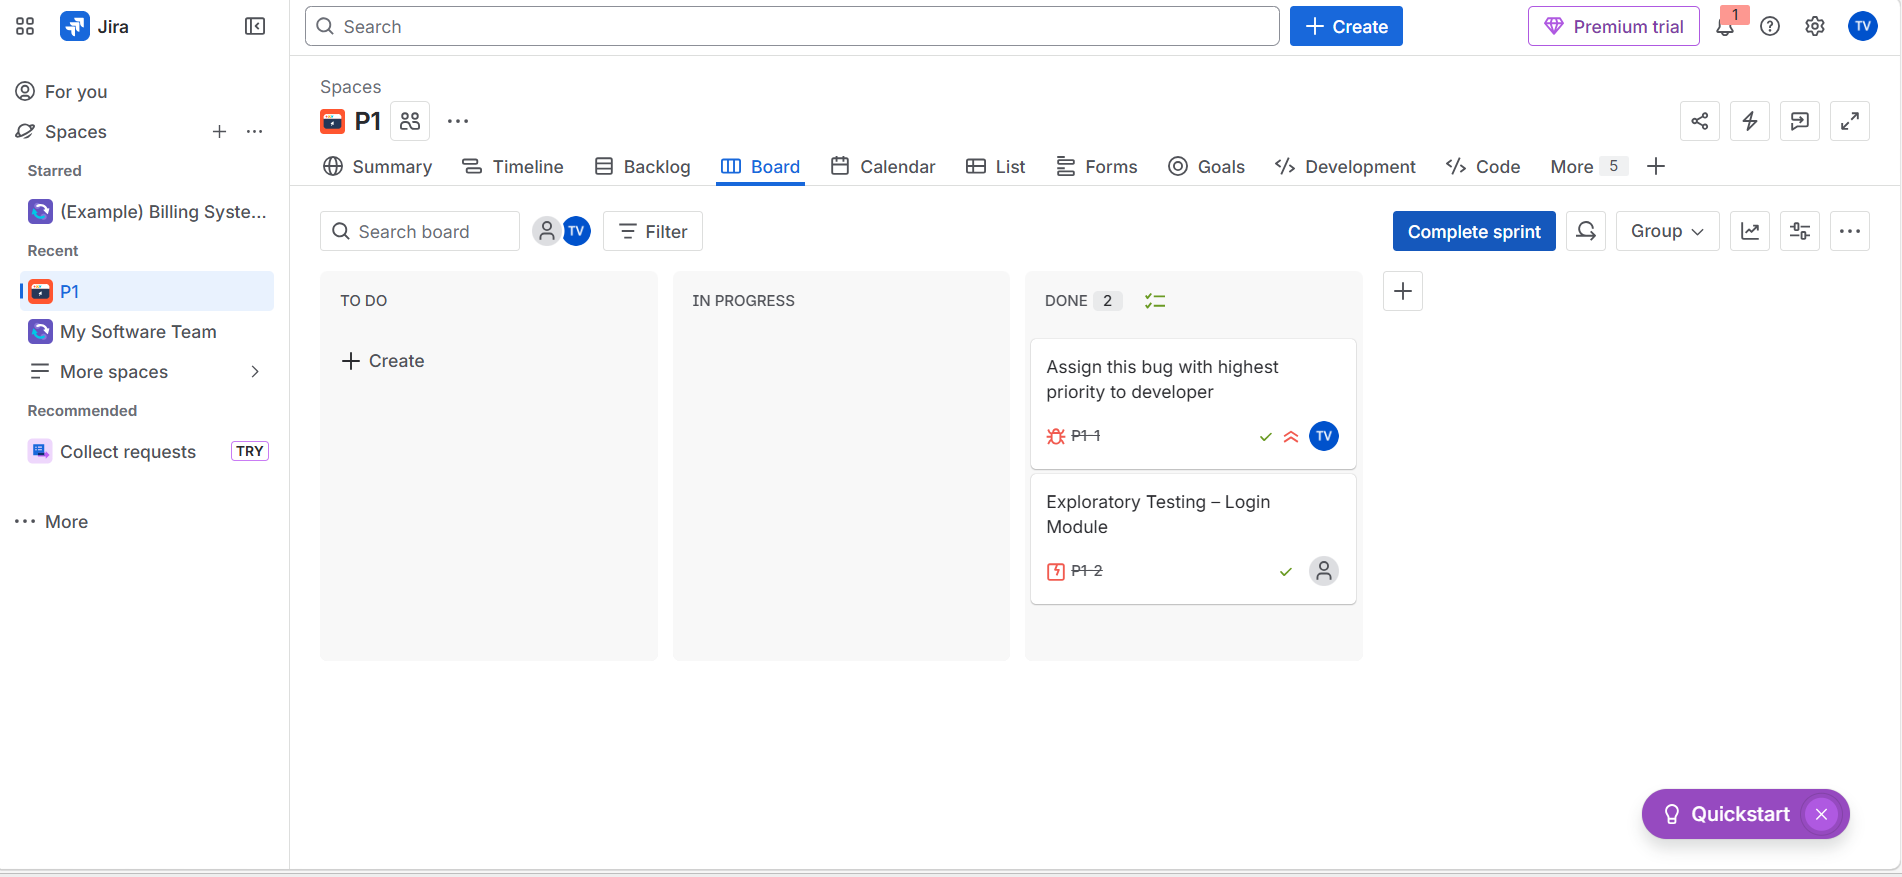 Jira
Search
Create
Premium trial
1
TV
For you
Spaces
Starred
(Example) Billing Syste...
Recent
P1
My Software Team
More spaces
Recommended
Collect requests
TRY
More
Spaces
P1
Summary
Timeline
Backlog
Board
Calendar
List
Forms
Goals
Development
Code
More 5
Search board
TV
Filter
Complete sprint
Group
TO DO
Create
IN PROGRESS
DONE 2
Assign this bug with highest
priority to developer
P1-1
TV
Exploratory Testing – Login
Module
P1-2
Quickstart